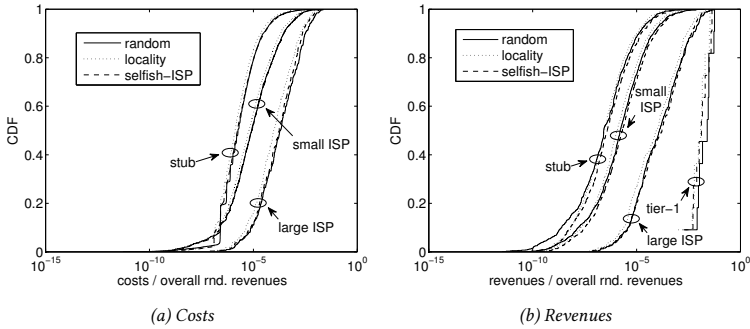 1
0.8
0.6
0.4
0.2
0
CDF
random
locality
selfish-ISP
stub
small ISP
large ISP
10^−15
10^−10
10^−5
10^0
costs / overall rnd. revenues
(a) Costs
1
0.8
0.6
0.4
0.2
0
CDF
random
locality
selfish-ISP
small
ISP
stub
tier-1
large ISP
10^−15
10^−10
10^−5
10^0
revenues / overall rnd. revenues
(b) Revenues